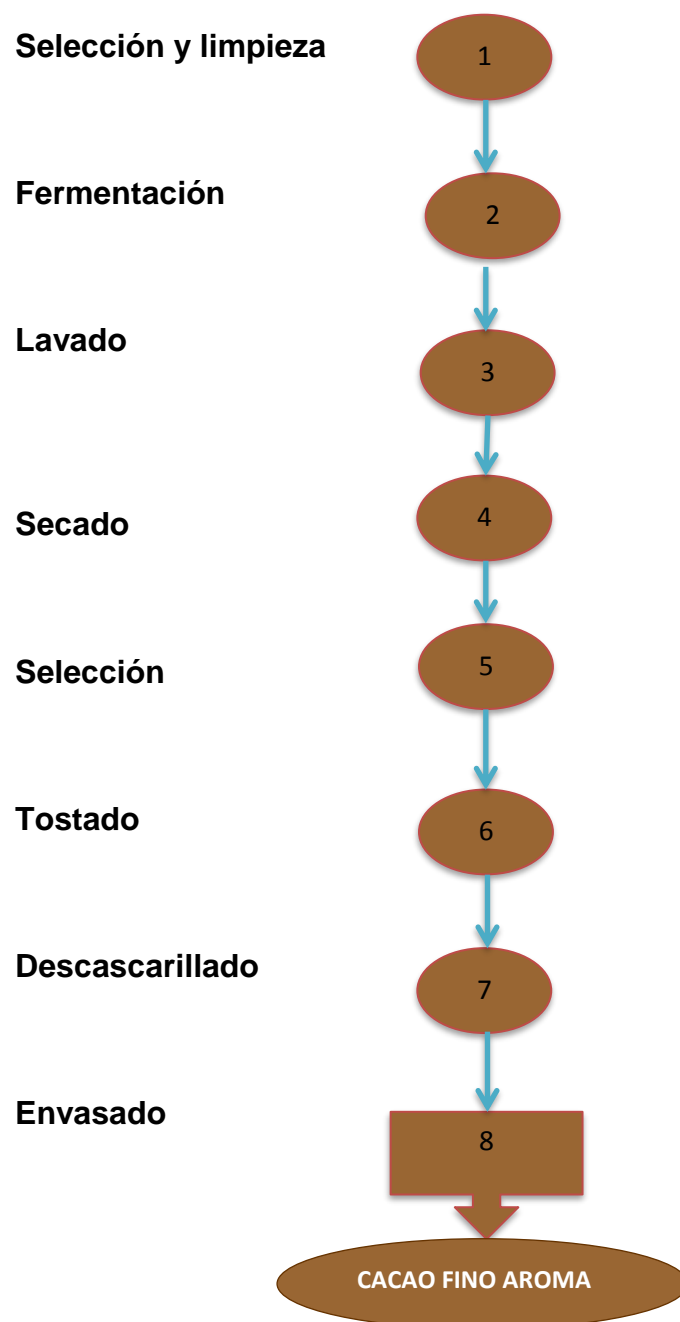 Selección y limpieza
1
Fermentación
2
Lavado
3
Secado
4
Selección
5
Tostado
6
Descascarillado
7
Envasado
8
CACAO FINO AROMA